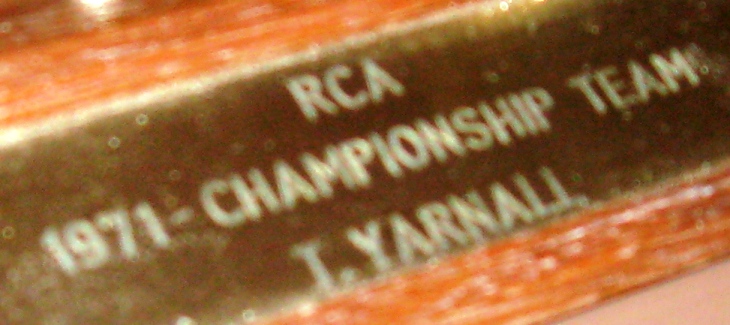 RCA
1971-CHAMPIONSHIP TEAM
T. YARNALL